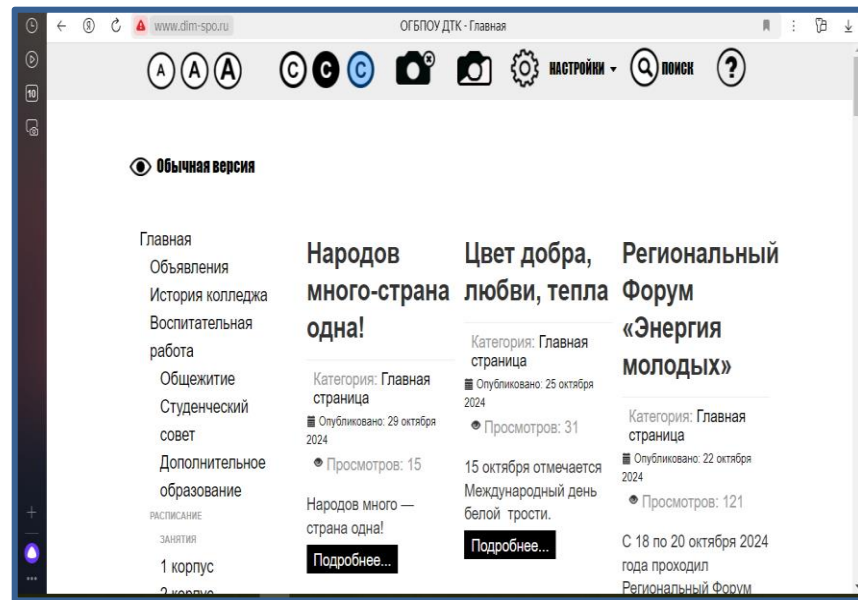 www.dim-spo.ru
ОГБПОУ ДТК - Главная
10
A A A
C C C
НАСТРОЙКИ
ПОИСК
?
Обычная версия
Главная
Объявления
История колледжа
Воспитательная
работа
Общежитие
Студенческий
совет
Дополнительное
образование
РАСПИСАНИЕ
ЗАНЯТИЯ
1 корпус
2 корпус
Народов
много-страна
одна!
Категория: Главная
страница
Опубликовано: 29 октября
2024
Просмотров: 15
Народов много —
страна одна!
Подробнее...
Цвет добра,
любви, тепла
Категория: Главная
страница
Опубликовано: 25 октября
2024
Просмотров: 31
15 октября отмечается
Международный день
белой трости.
Подробнее...
Региональный
Форум
«Энергия
молодых»
Категория: Главная
страница
Опубликовано: 22 октября
2024
Просмотров: 121
С 18 по 20 октября 2024
года проходил
Региональный Форум